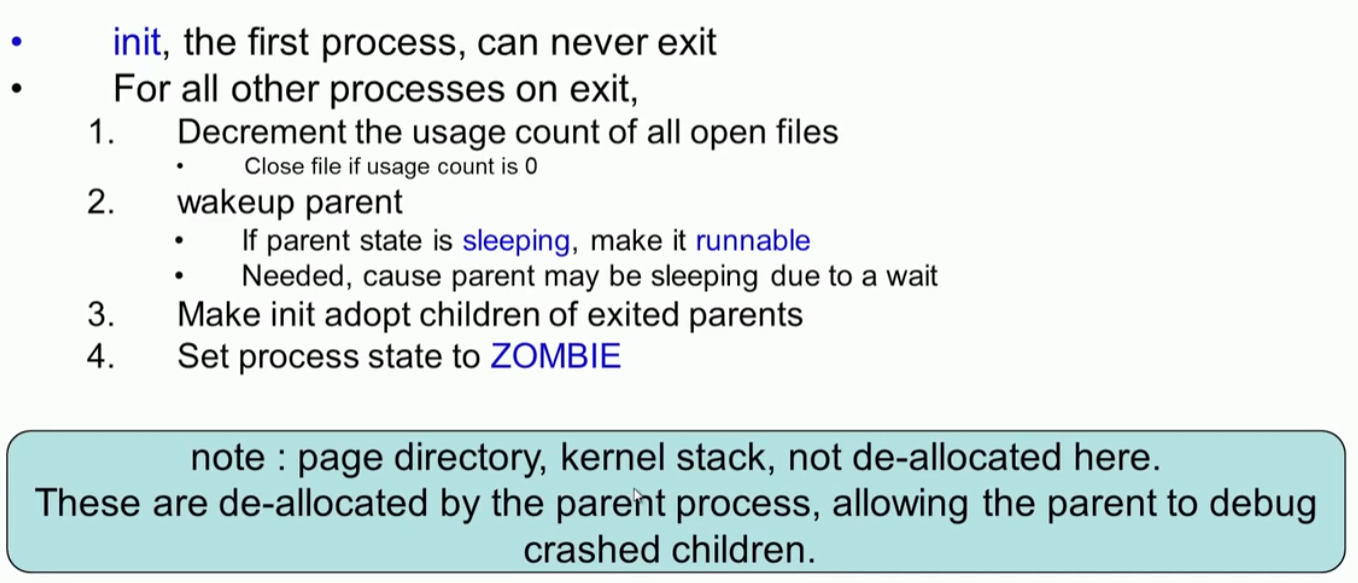 • init, the first process, can never exit
• For all other processes on exit,
1. Decrement the usage count of all open files
• Close file if usage count is 0
2. wakeup parent
• If parent state is sleeping, make it runnable
• Needed, cause parent may be sleeping due to a wait
3. Make init adopt children of exited parents
4. Set process state to ZOMBIE
note : page directory, kernel stack, not de-allocated here.
These are de-allocated by the parent process, allowing the parent to debug
crashed children.